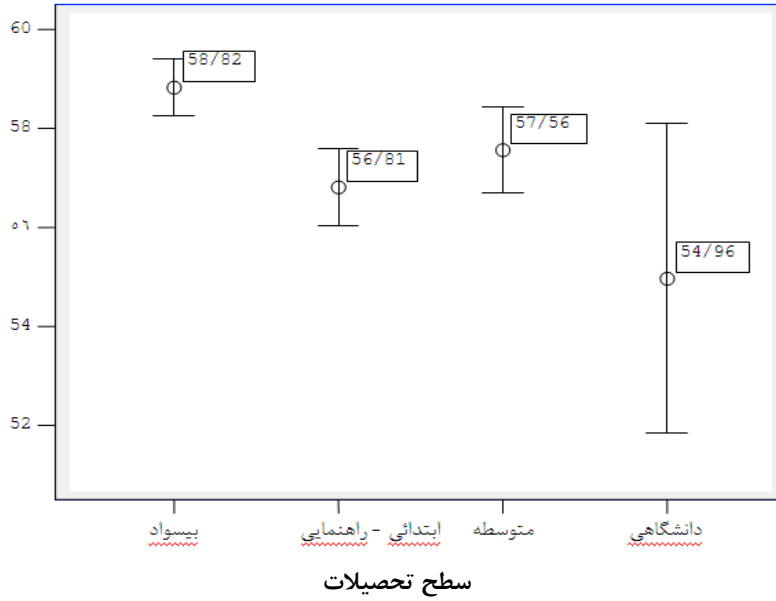 60
58/82
58
57/56
56/81
۵٦
54/96
54
52
بیسواد
ابتدائی - راهنمایی
متوسطه
دانشگاهی
سطح تحصیلات